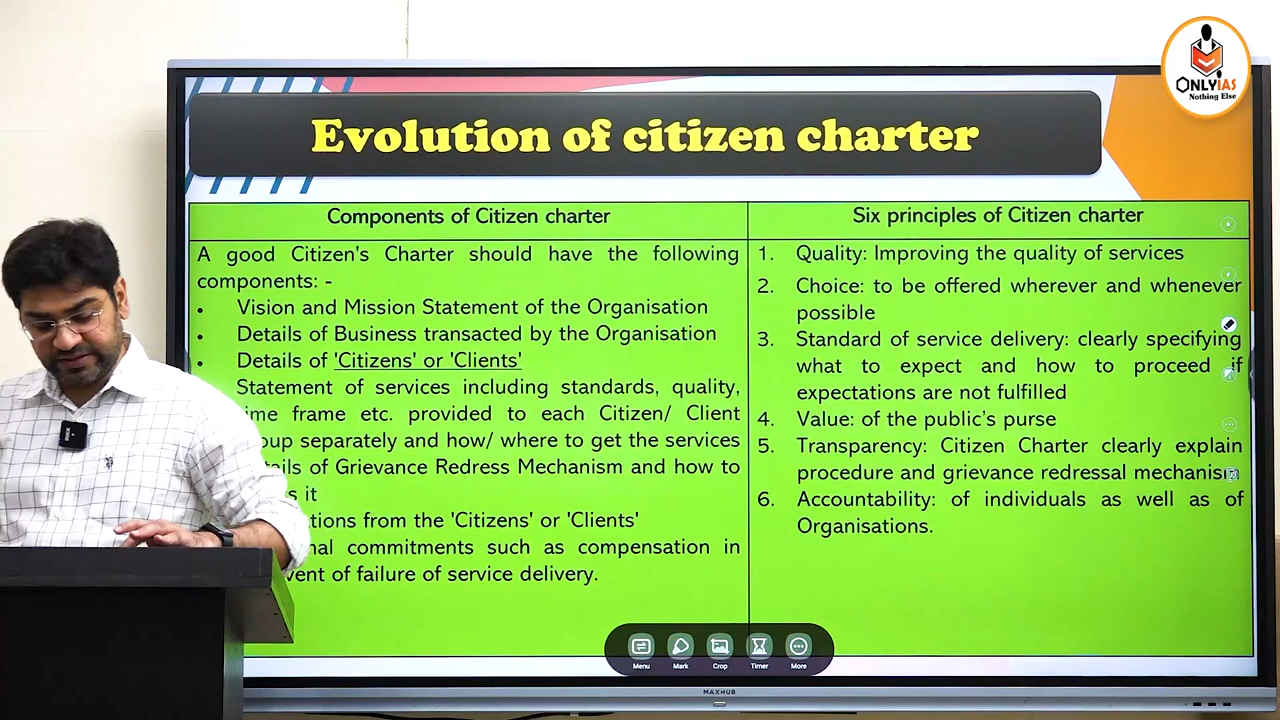 ONLYIAS
Nothing Else
Evolution of citizen charter
Components of Citizen charter
A good Citizen's Charter should have the following
components: -
• Vision and Mission Statement of the Organisation
• Details of Business transacted by the Organisation
• Details of 'Citizens' or 'Clients'
Statement of services including standards, quality,
frame etc. provided to each Citizen/ Client
separately and how/ where to get the services
of Grievance Redress Mechanism and how to
it
from the 'Citizens' or 'Clients'
commitments such as compensation in
of failure of service delivery.
Six principles of Citizen charter
1. Quality: Improving the quality of services
2. Choice: to be offered wherever and whenever
possible
3. Standard of service delivery: clearly specifying
what to expect and how to proceed if
expectations are not fulfilled
4. Value: of the public's purse
5. Transparency: Citizen Charter clearly explain
procedure and grievance redressal mechanism
6. Accountability: of individuals as well as of
Organisations.
Menu Mark Crop Timer More
MAXHUB